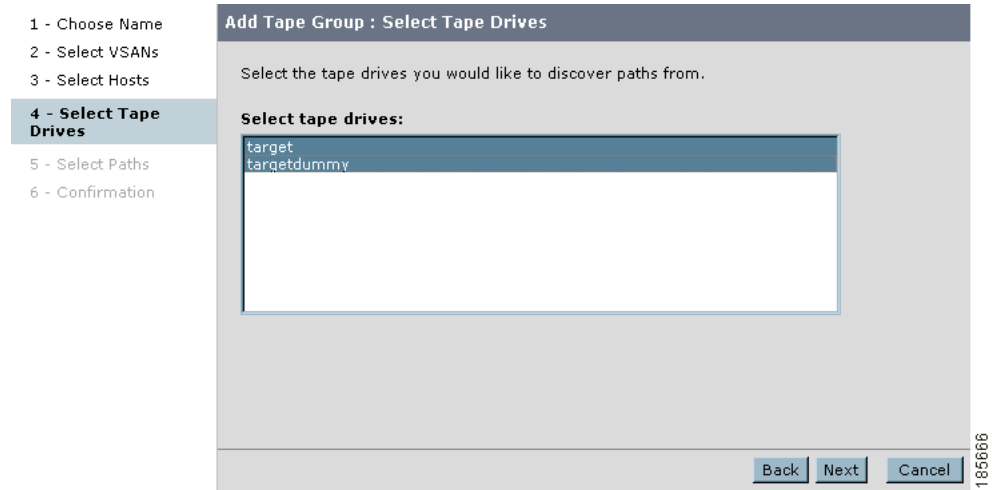 1 - Choose Name
2 - Select VSANs
3 - Select Hosts
4 - Select Tape
Drives
5 - Select Paths
6 - Confirmation
Add Tape Group : Select Tape Drives
Select the tape drives you would like to discover paths from.
Select tape drives:
target
targetdummy
Back
Next
Cancel
185666